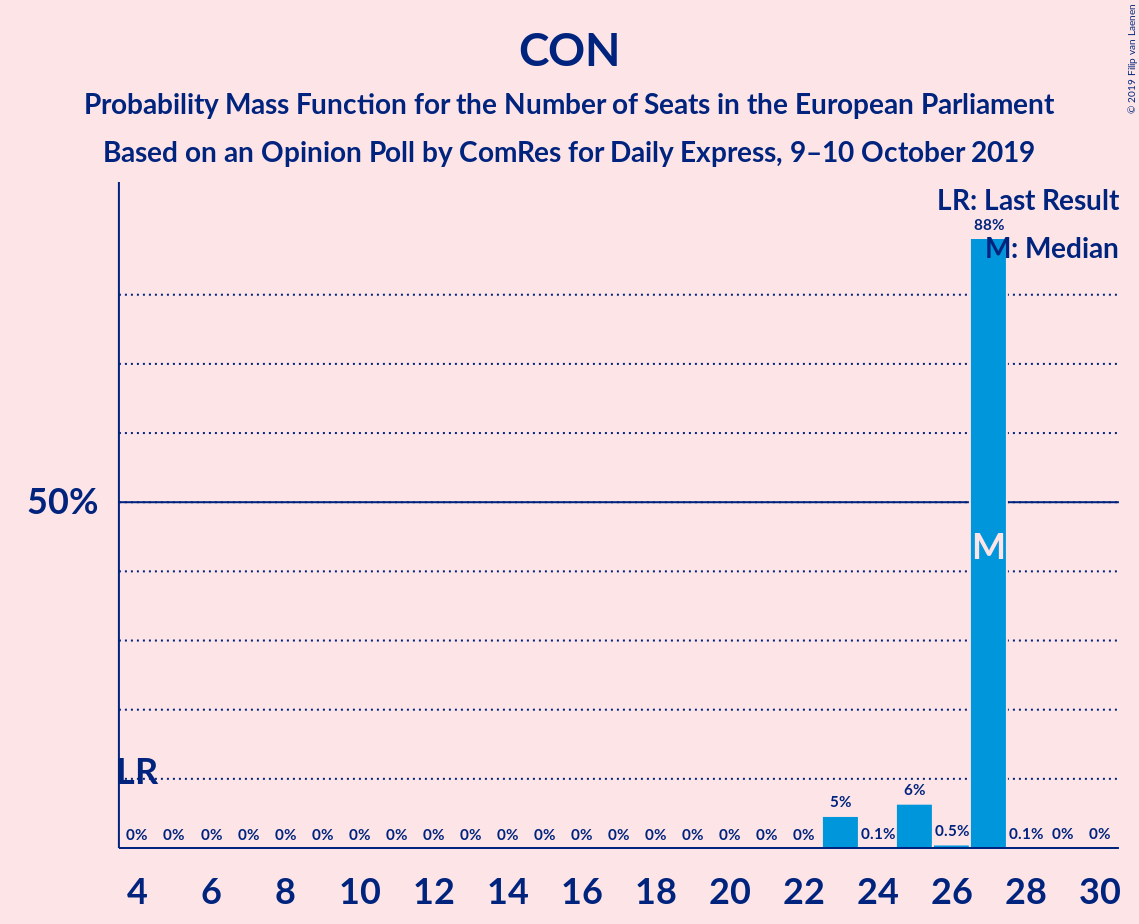 CON
Probability Mass Function for the Number of Seats in the European Parliament
Based on an Opinion Poll by ComRes for Daily Express, 9–10 October 2019
© 2019 Filip van Laenen
LR: Last Result
88%
M: Median
50%
M
LR
0% 0% 0% 0% 0% 0% 0% 0% 0% 0% 0% 0% 0% 0% 0% 0% 0% 0% 0% 5% 0.1% 6% 0.5% 0.1% 0% 0%
4 6 8 10 12 14 16 18 20 22 24 26 28 30